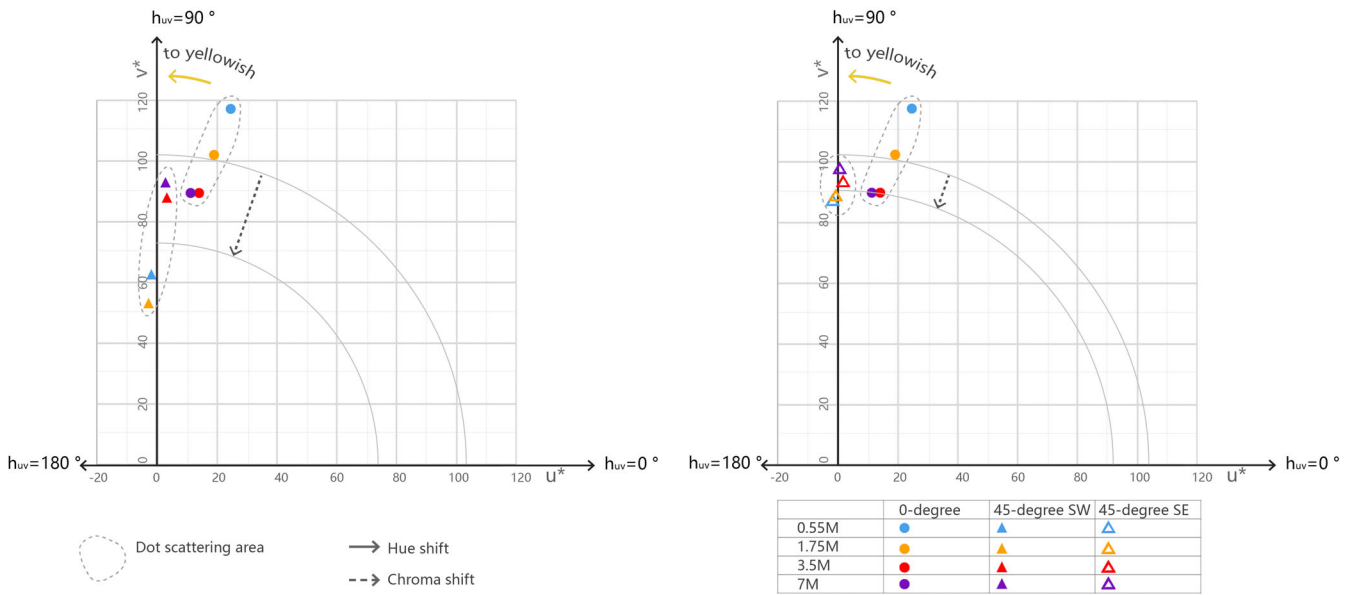 huv=90 °
to yellowish
v*
120
100
80
60
40
20
0
huv=180 °
-20
0
20
40
60
80
100
120
u*
huv=0 °
Dot scattering area
Hue shift
Chroma shift
huv=90 °
to yellowish
v*
120
100
80
60
40
20
0
huv=180 °
-20
0
20
40
60
80
100
120
u*
huv=0 °
0-degree 45-degree SW 45-degree SE
0.55M
1.75M
3.5M
7M